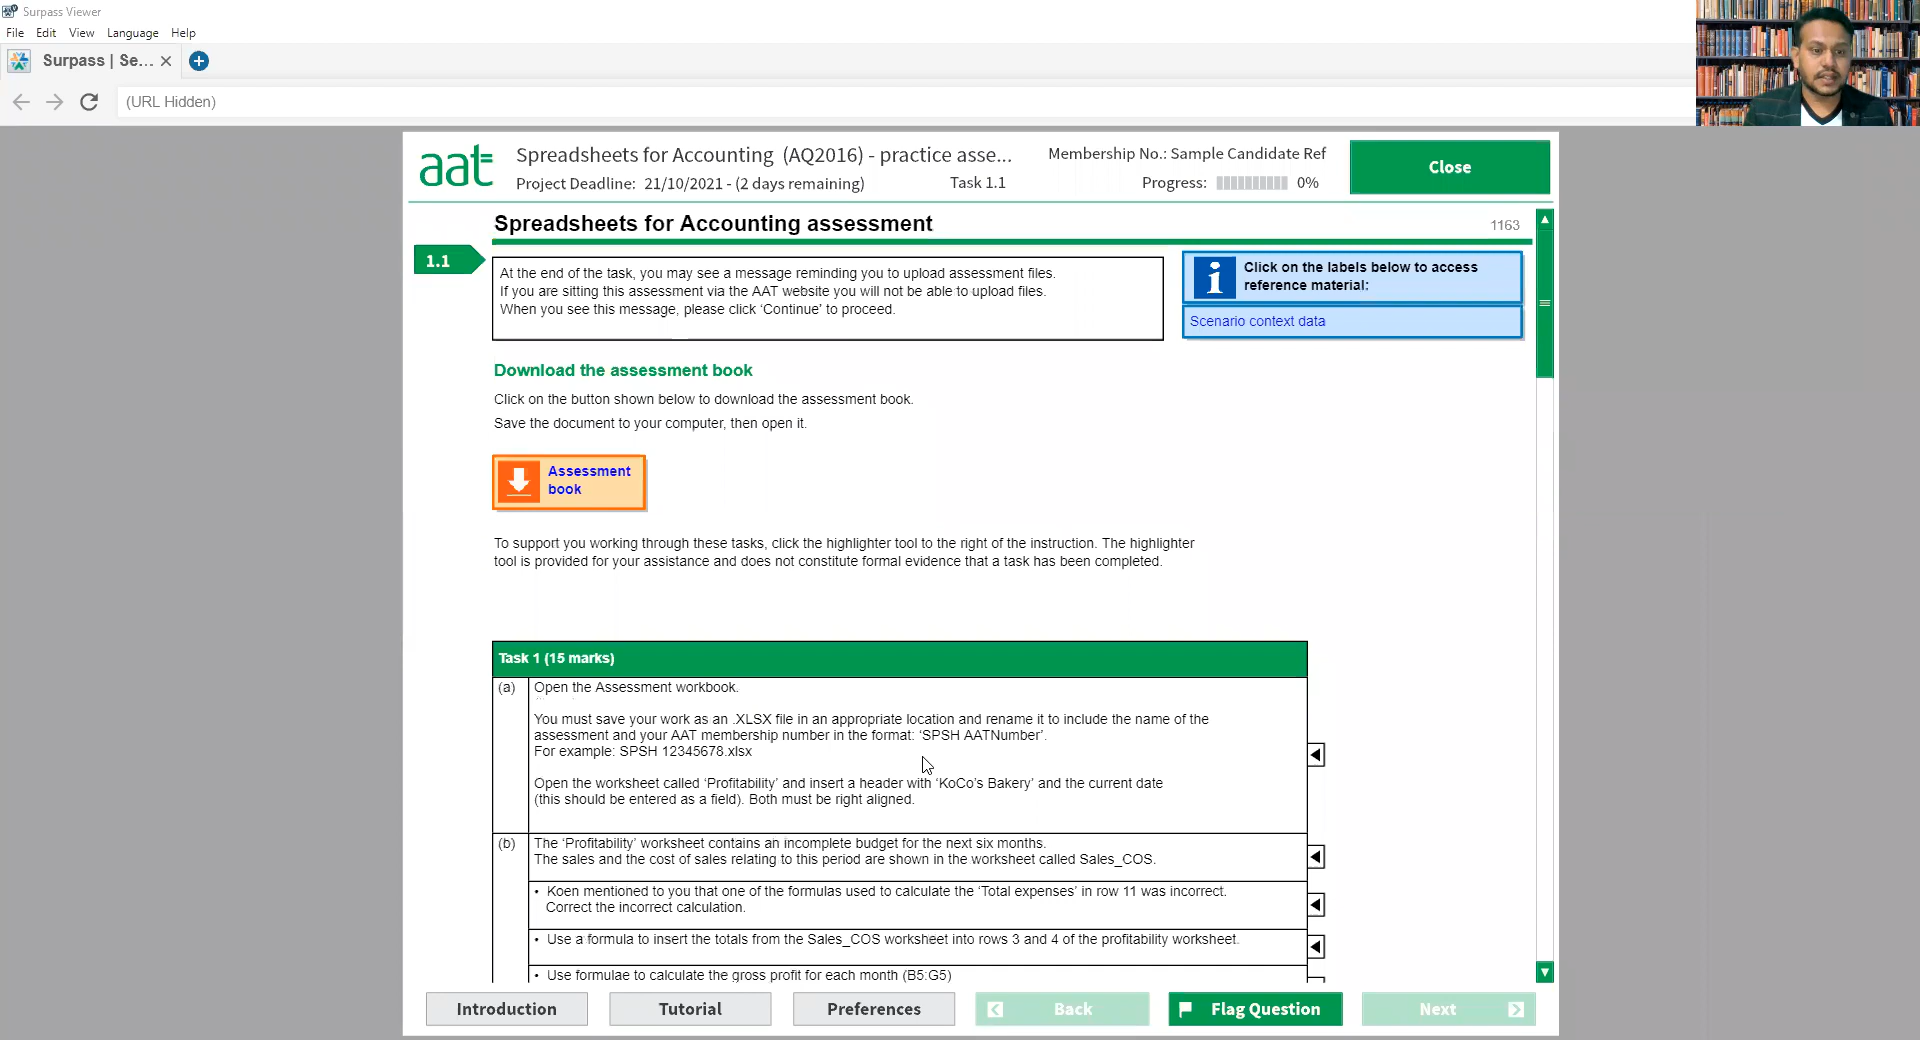 Surpass Viewer
File Edit View Language Help
Surpass | Se...
(URL Hidden)
aat
Spreadsheets for Accounting (AQ2016) - practice asse...
Membership No.: Sample Candidate Ref
Close
Project Deadline: 21/10/2021 - (2 days remaining)
Task 1.1
Progress: 0%
Spreadsheets for Accounting assessment
1163
1.1
At the end of the task, you may see a message reminding you to upload assessment files.
If you are sitting this assessment via the AAT website you will not be able to upload files.
When you see this message, please click ‘Continue’ to proceed.
Click on the labels below to access
reference material:
Scenario context data
Download the assessment book
Click on the button shown below to download the assessment book.
Save the document to your computer, then open it.
Assessment
book
To support you working through these tasks, click the highlighter tool to the right of the instruction. The highlighter
tool is provided for your assistance and does not constitute formal evidence that a task has been completed.
Task 1 (15 marks)
(a) Open the Assessment workbook.
You must save your work as an .XLSX file in an appropriate location and rename it to include the name of the
assessment and your AAT membership number in the format: ‘SPSH AATNumber’.
For example: SPSH 12345678.xlsx
Open the worksheet called ‘Profitability’ and insert a header with ‘KoCo’s Bakery’ and the current date
(this should be entered as a field). Both must be right aligned.
(b) The ‘Profitability’ worksheet contains an incomplete budget for the next six months.
The sales and the cost of sales relating to this period are shown in the worksheet called Sales_COS.
• Koen mentioned to you that one of the formulas used to calculate the ‘Total expenses’ in row 11 was incorrect.
Correct the incorrect calculation.
• Use a formula to insert the totals from the Sales_COS worksheet into rows 3 and 4 of the profitability worksheet.
• Use formulae to calculate the gross profit for each month (B5:G5)
Introduction
Tutorial
Preferences
Back
Flag Question
Next